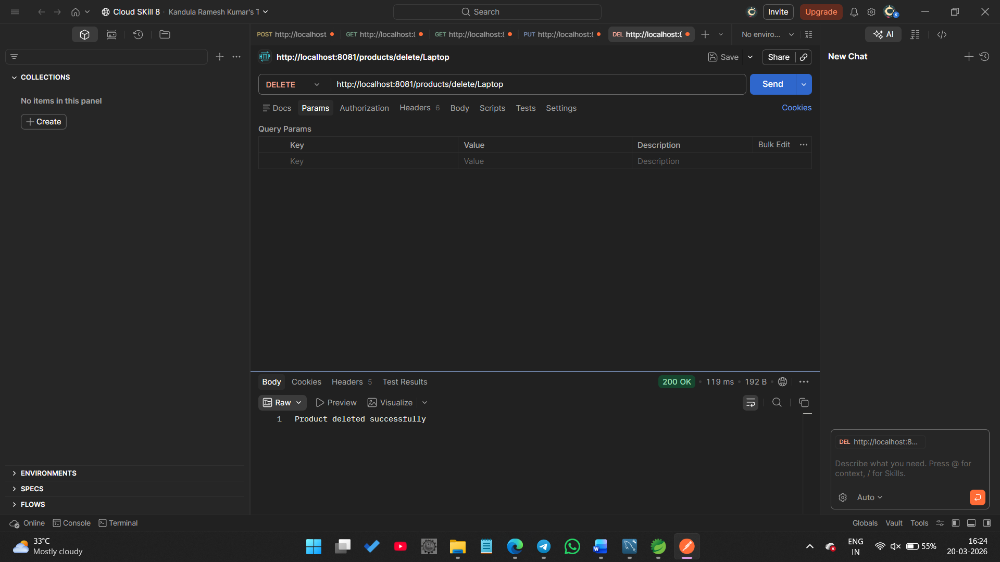 Cloud SKill 8 · Kandula Ramesh Kumar's T
Search
Invite
Upgrade
POST http://localhost
GET http://localhost:8
GET http://localhost:8
PUT http://localhost:8
DEL http://localhost:8
No enviro...
AI
HTTP http://localhost:8081/products/delete/Laptop
Save
Share
New Chat
COLLECTIONS
No items in this panel
Create
DELETE
http://localhost:8081/products/delete/Laptop
Send
Docs
Params
Authorization
Headers 6
Body
Scripts
Tests
Settings
Cookies
Query Params
Key
Value
Description
Bulk Edit
Key
Value
Description
Body
Cookies
Headers 5
Test Results
200 OK • 119 ms • 192 B
Raw
Preview
Visualize
1 Product deleted successfully
DEL http://localhost:8...
Describe what you need. Press @ for
context, / for Skills.
Auto
ENVIRONMENTS
SPECS
FLOWS
Online
Console
Terminal
Globals
Vault
Tools
33°C
Mostly cloudy
ENG
IN
55%
16:24
20-03-2026